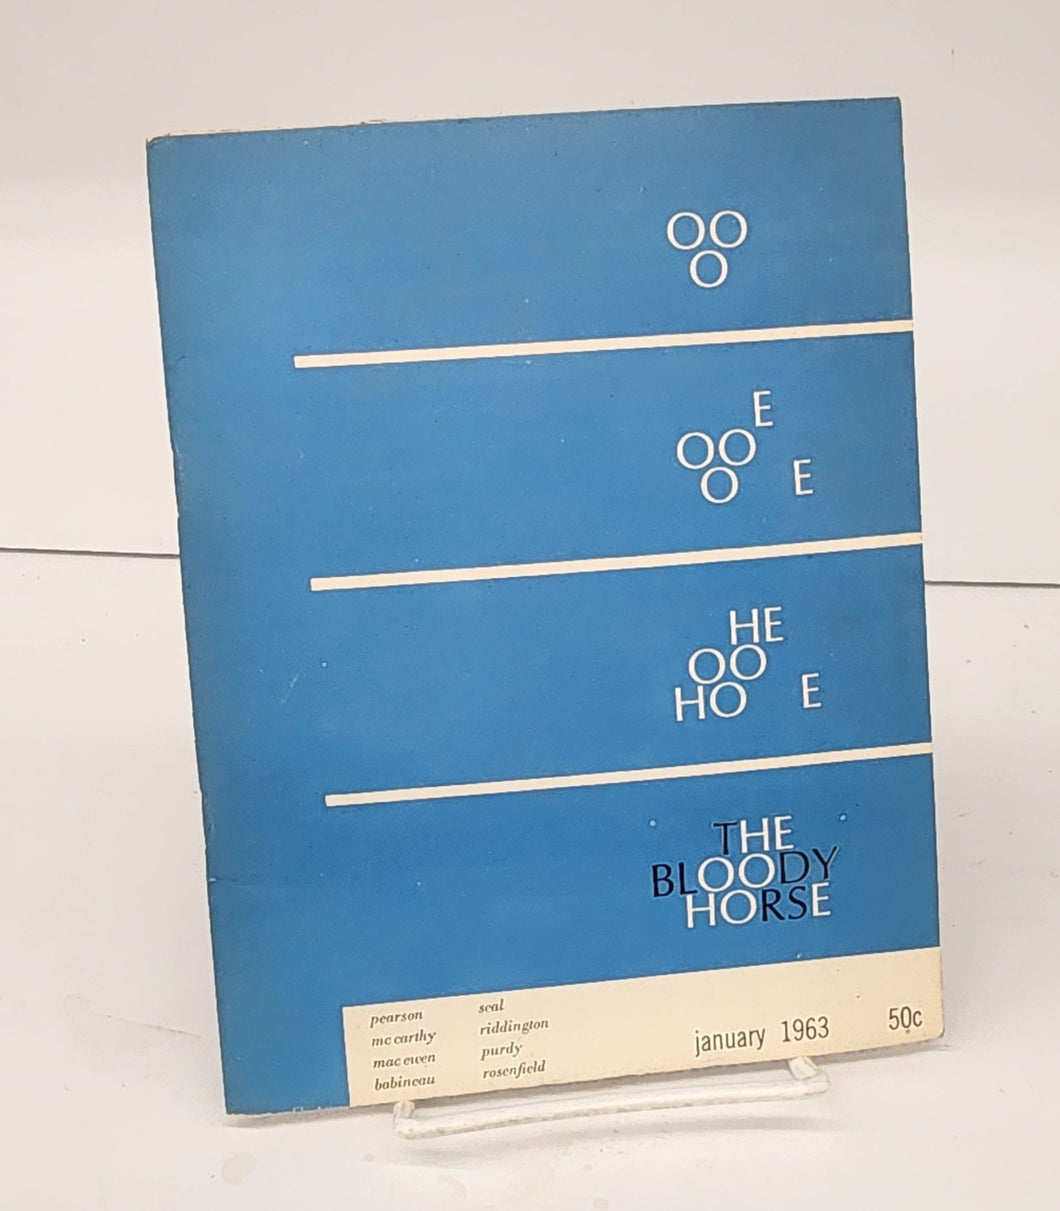 OO
O
E
OO
O E
HE
OO
HO E
THE
BLOODY
HORSE
pearson seal
mc carthy riddington
mac ewen purdy
babineau rosenfield
january 1963 50c